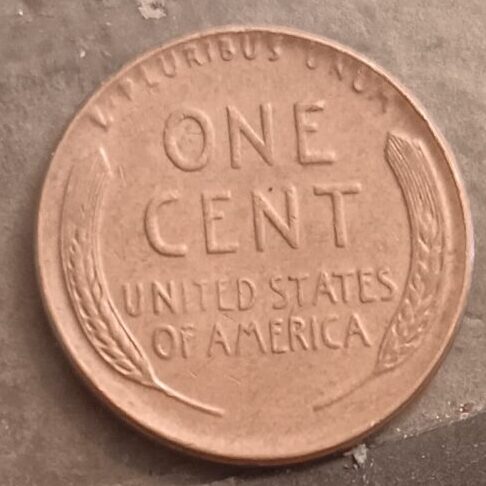 E PLURIBUS UNUM
ONE
CENT
UNITED STATES
OF AMERICA